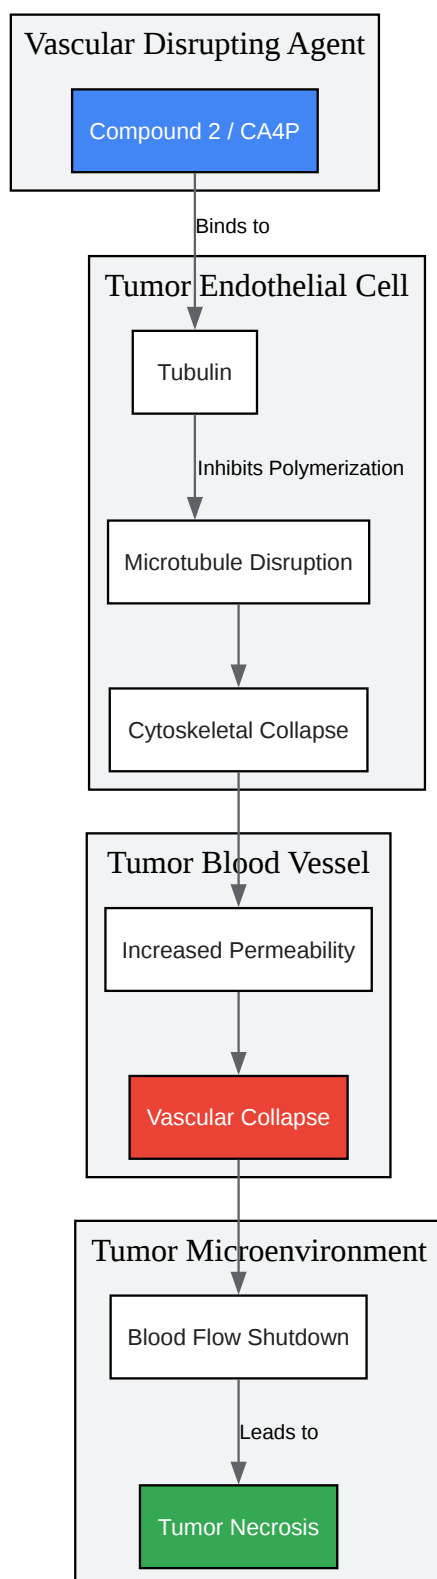 Vascular Disrupting Agent
Compound 2 / CA4P
Binds to
Tumor Endothelial Cell
Tubulin
Inhibits Polymerization
Microtubule Disruption
Cytoskeletal Collapse
Tumor Blood Vessel
Increased Permeability
Vascular Collapse
Tumor Microenvironment
Blood Flow Shutdown
Leads to
Tumor Necrosis